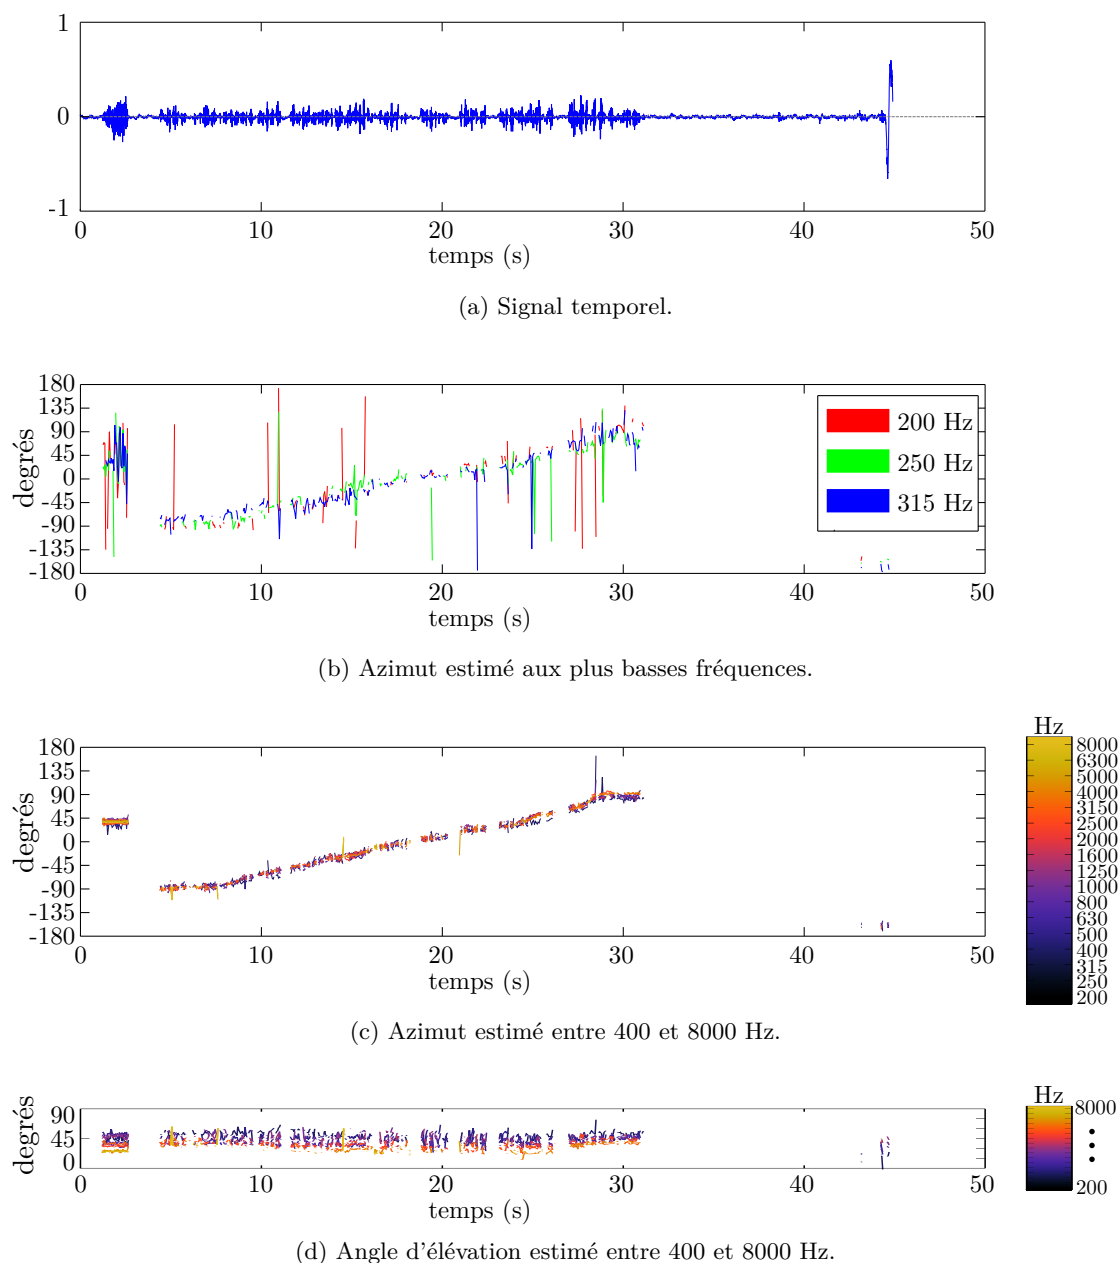 1
0
-1
0 10 20 30 40 50
temps (s)
(a) Signal temporel.
degrés
180
135
90
45
0
-45
-90
-135
-180
200 Hz
250 Hz
315 Hz
0 10 20 30 40 50
temps (s)
(b) Azimut estimé aux plus basses fréquences.
degrés
180
135
90
45
0
-45
-90
-135
-180
0 10 20 30 40 50
temps (s)
Hz
8000
6300
5000
4000
3150
2500
2000
1600
1250
1000
800
630
500
400
315
250
200
(c) Azimut estimé entre 400 et 8000 Hz.
degrés
90
45
0
0 10 20 30 40 50
temps (s)
Hz
8000
200
(d) Angle d'élévation estimé entre 400 et 8000 Hz.